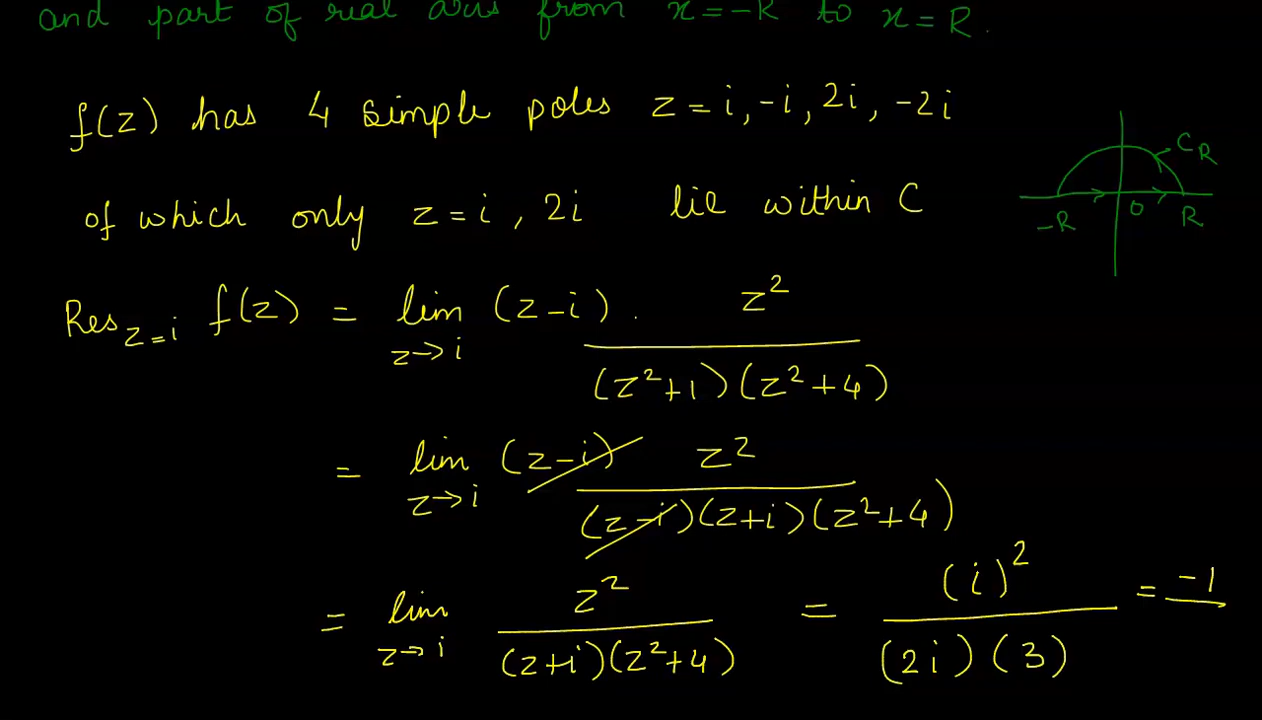 and part of real axis from x = -R to x = R.
f(z) has 4 simple poles z = i, -i, 2i, -2i
of which only z = i, 2i lie within C
C_R
-R 0 R
Res_{z=i} f(z) = lim_{z→i} (z-i) . z^2 / (z^2+1)(z^2+4)
= lim_{z→i} (z-i) z^2 / (z-i)(z+i)(z^2+4)
= lim_{z→i} z^2 / (z+i)(z^2+4) = (i)^2 / (2i)(3) = -1 /